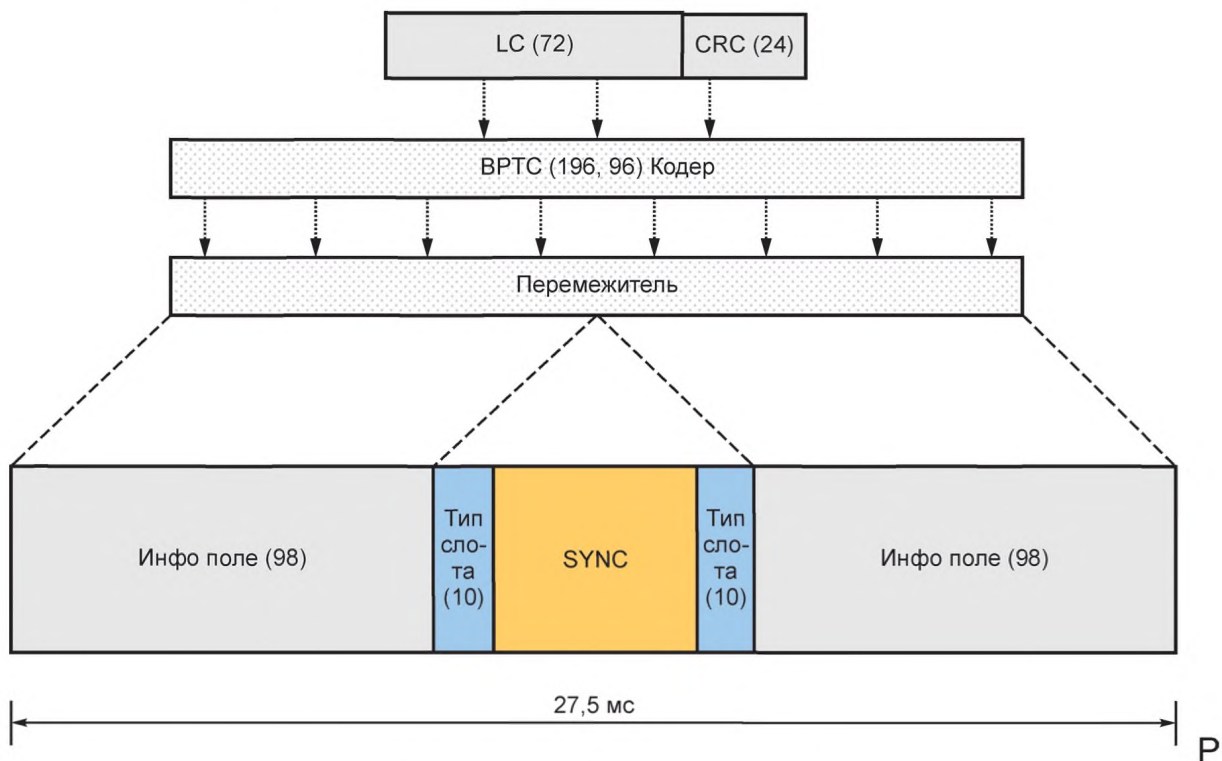 LC (72)
CRC (24)
BPTC (196, 96) Кодер
Перемежитель
Инфо поле (98)
Тип
сло-
та
(10)
SYNC
Тип
сло-
та
(10)
Инфо поле (98)
27,5 мс
Р